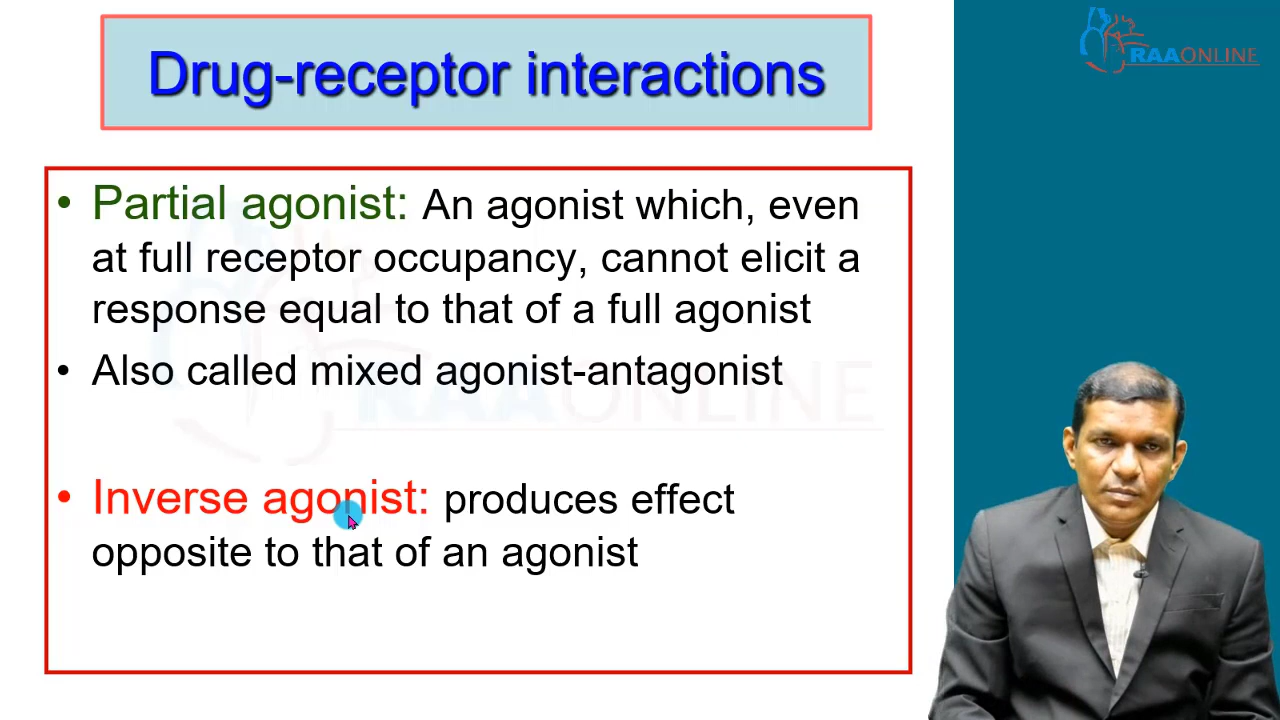 Drug-receptor interactions
RAAONLINE
• Partial agonist: An agonist which, even
at full receptor occupancy, cannot elicit a
response equal to that of a full agonist
• Also called mixed agonist-antagonist
RAAONLINE
• Inverse agonist: produces effect
opposite to that of an agonist